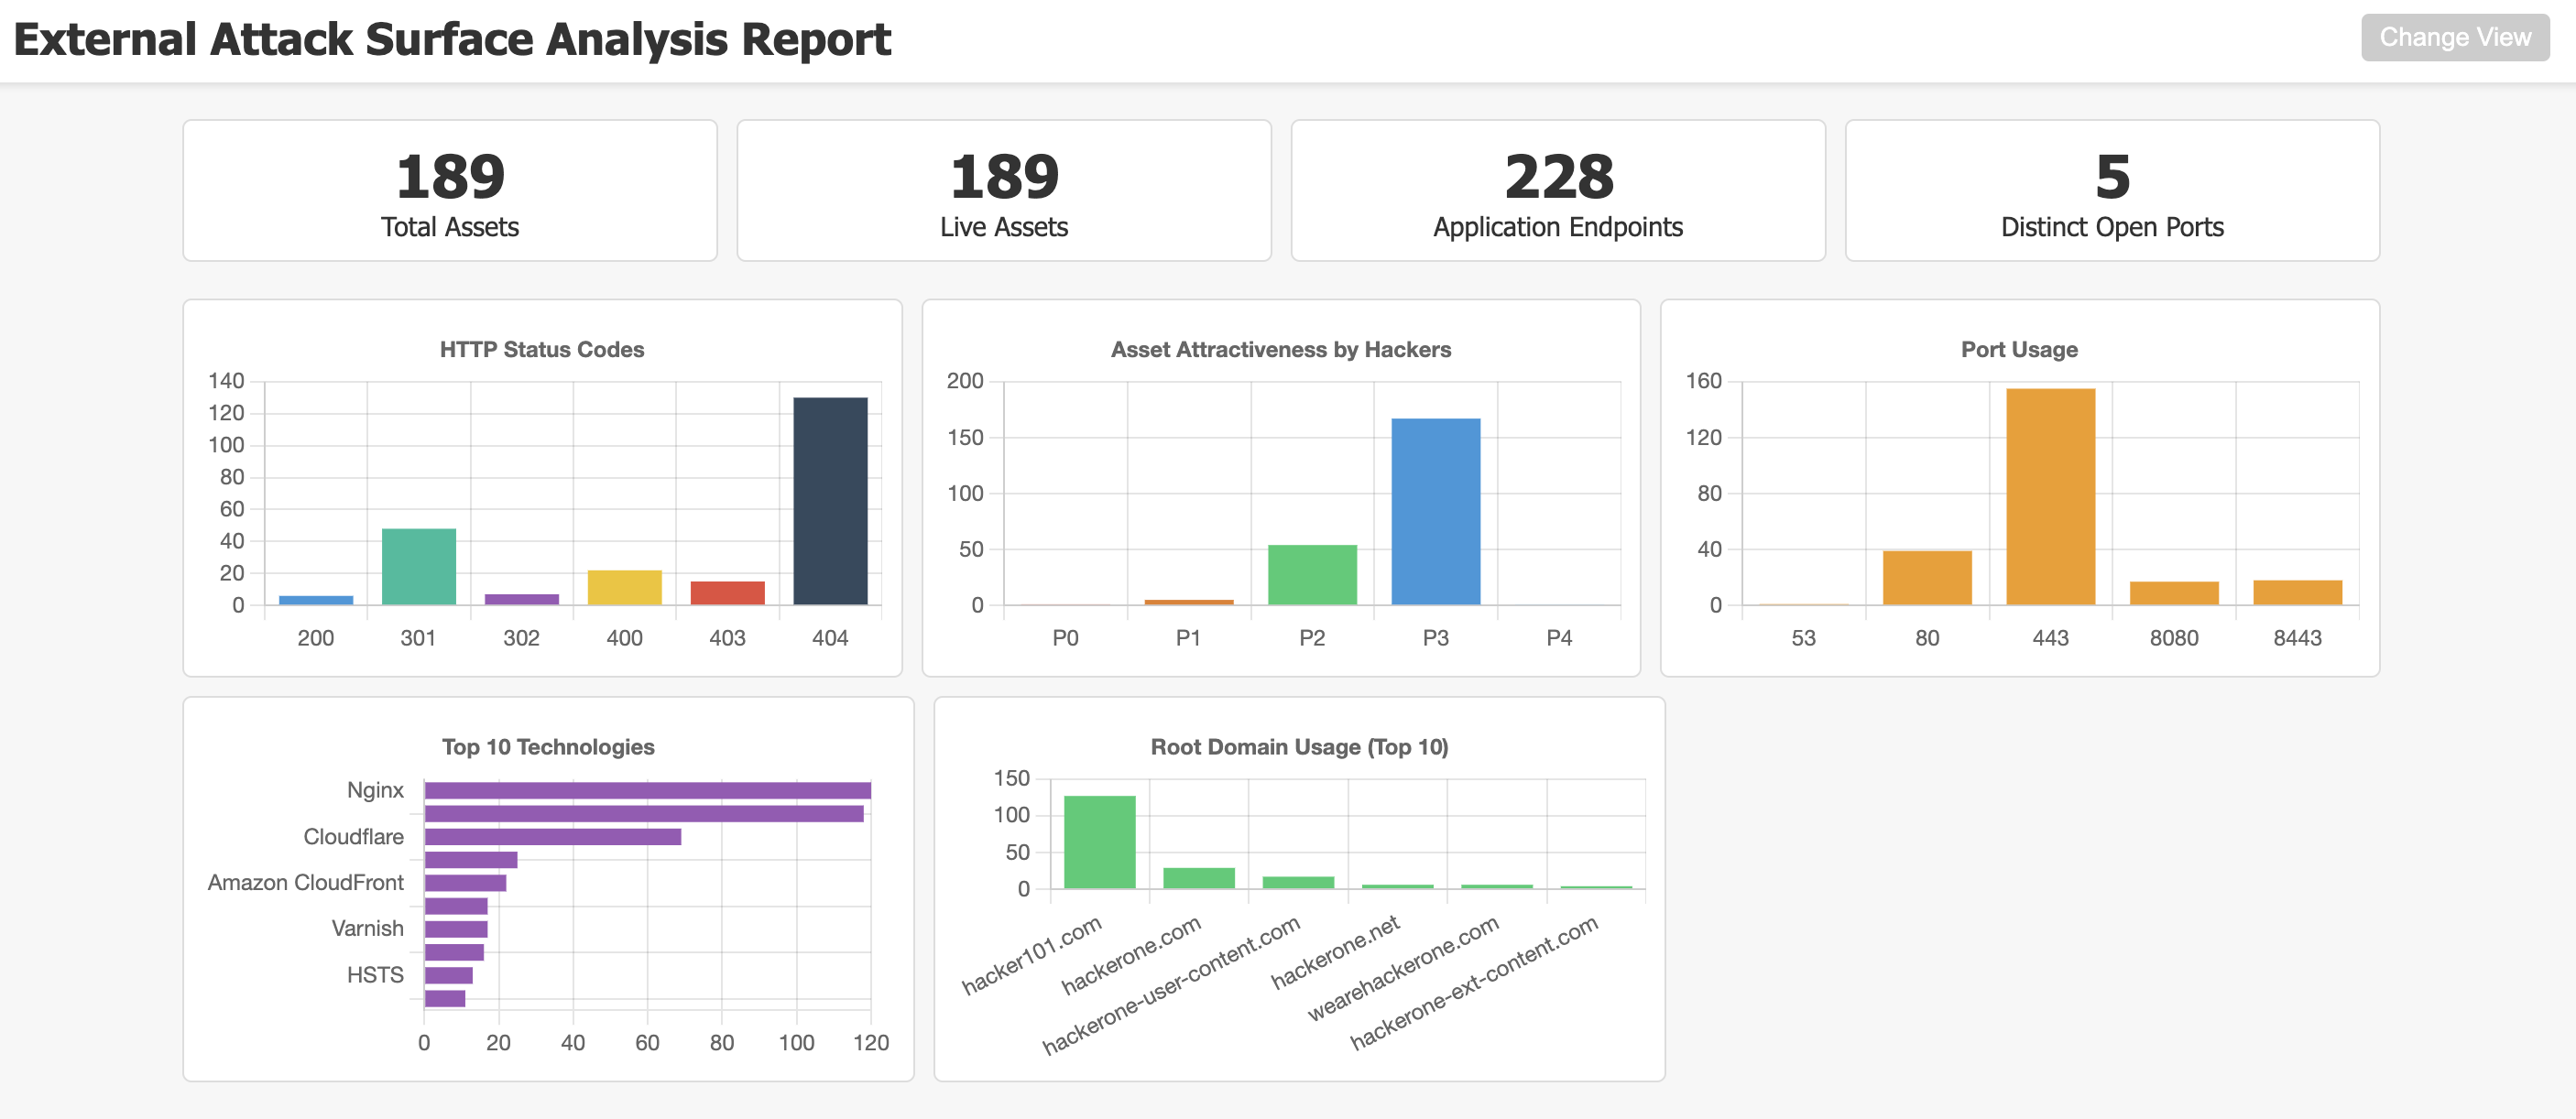 External Attack Surface Analysis Report
Change View
189
Total Assets
189
Live Assets
228
Application Endpoints
5
Distinct Open Ports
HTTP Status Codes
140
120
100
80
60
40
20
0
200 301 302 400 403 404
Asset Attractiveness by Hackers
200
150
100
50
0
P0 P1 P2 P3 P4
Port Usage
160
120
80
40
0
53 80 443 8080 8443
Top 10 Technologies
Nginx
Cloudflare
Amazon CloudFront
Varnish
HSTS
0 20 40 60 80 100 120
Root Domain Usage (Top 10)
150
100
50
0
hacker101.com
hackerone.com
hackerone-user-content.com
hackerone.net
wearehackerone.com
hackerone-ext-content.com